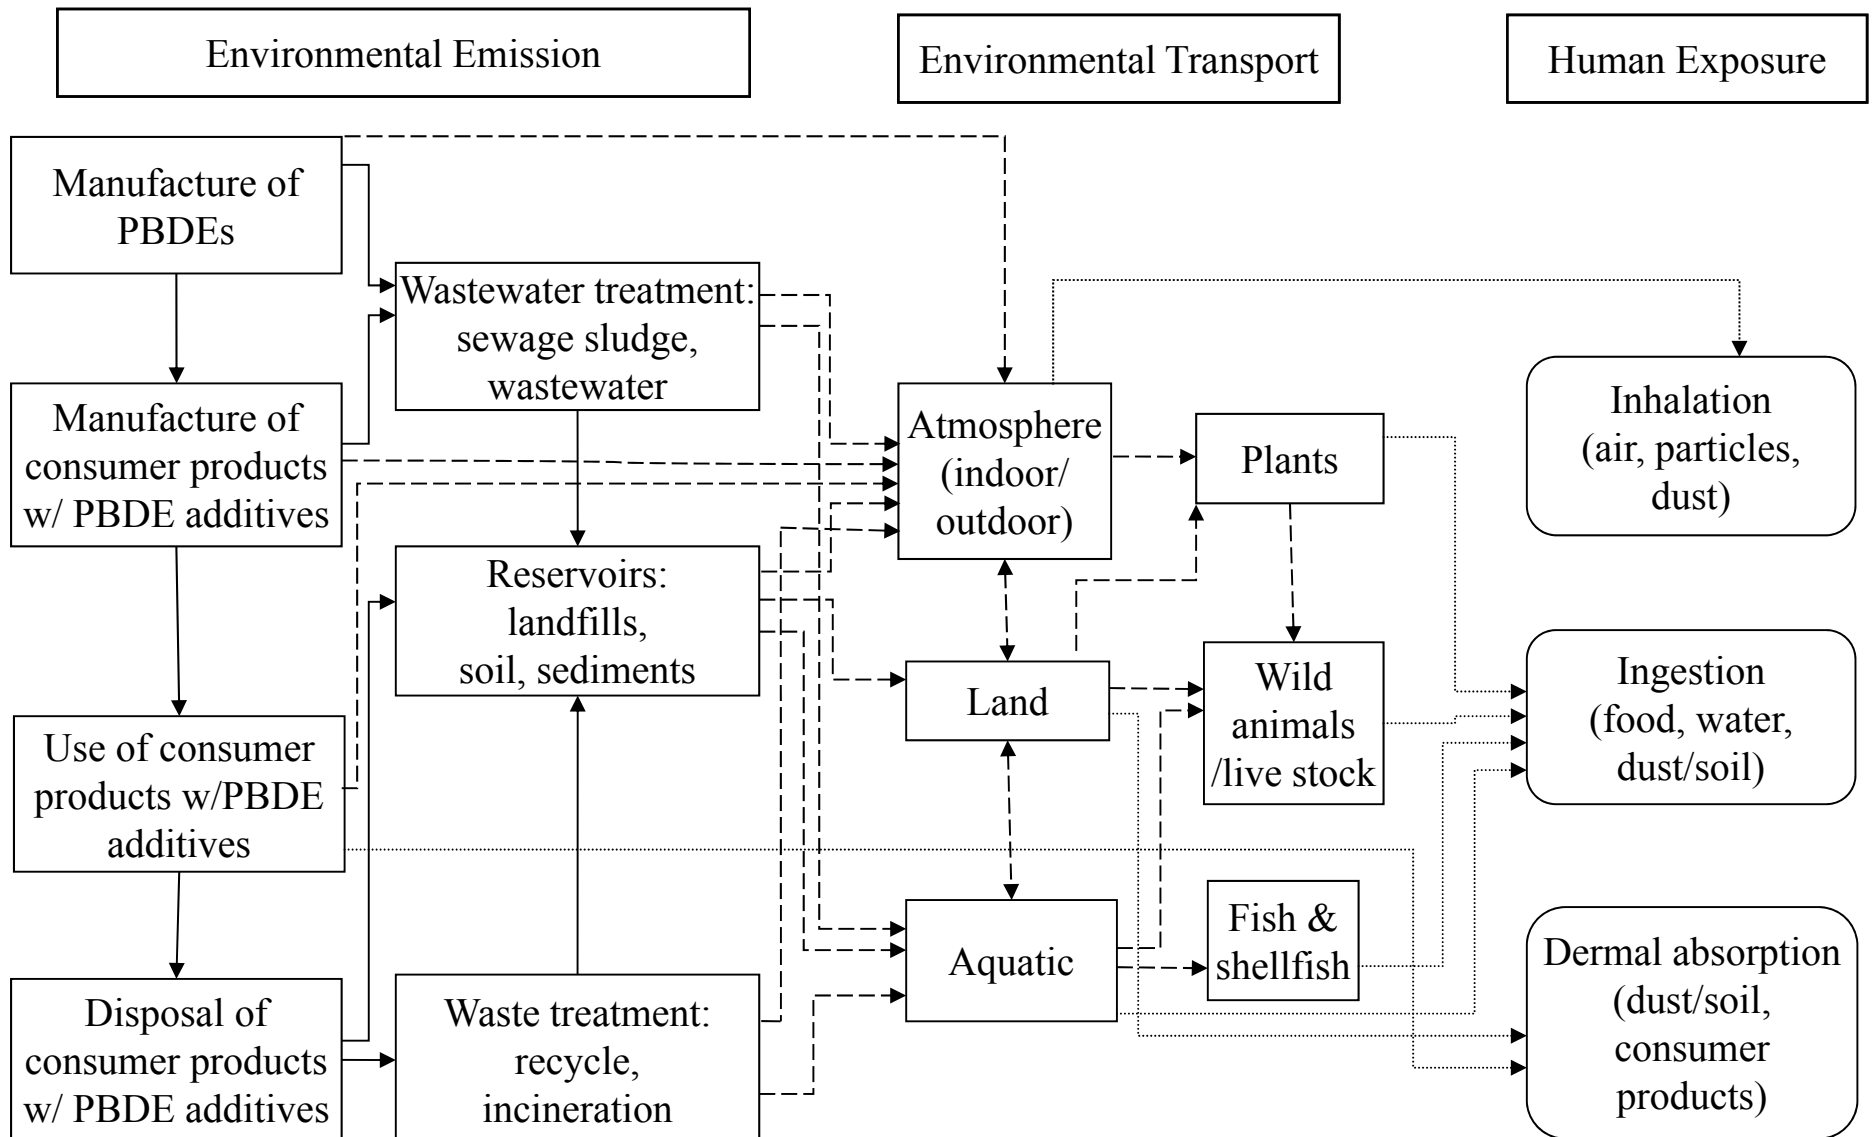 Environmental Emission
Environmental Transport
Human Exposure
Manufacture of
PBDEs
Manufacture of
consumer products
w/ PBDE additives
Use of consumer
products w/PBDE
additives
Disposal of
consumer products
w/ PBDE additives
Wastewater treatment:
sewage sludge,
wastewater
Reservoirs:
landfills,
soil, sediments
Waste treatment:
recycle,
incineration
Atmosphere
(indoor/
outdoor)
Land
Aquatic
Plants
Wild
animals
/live stock
Fish &
shellfish
Inhalation
(air, particles,
dust)
Ingestion
(food, water,
dust/soil)
Dermal absorption
(dust/soil,
consumer
products)